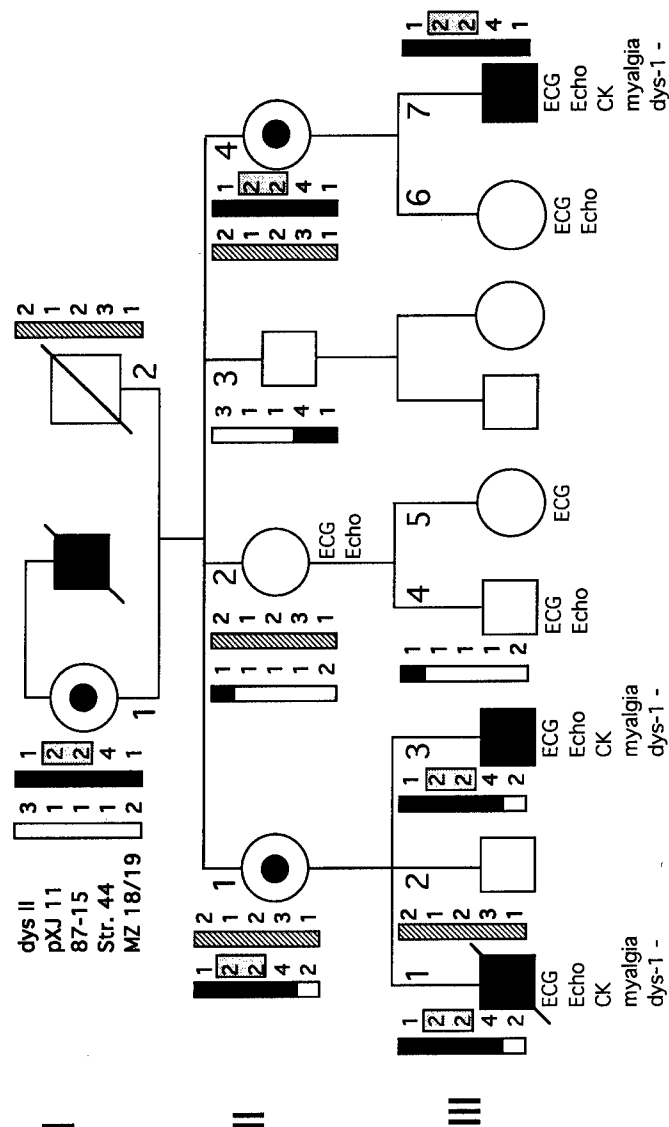 dys II 3 1 2
pXJ 11 1 2 1
87-15 1 2 2
Str. 44 1 4 3
MZ 18/19 2 1 1
I
1 2
1 2 3 4
II
1 2 1 2 3 2 1
2 1 1 1 1 1 2
2 2 1 2 1 2 2
4 3 1 3 4 3 4
2 1 2 1 1 1 1
ECG
Echo
1 2 3 4 5 6 7
III
1 2 1 1 1
2 1 2 1 2
2 2 2 1 2
4 3 4 1 4
2 1 2 2 1
ECG ECG ECG ECG ECG ECG
Echo Echo Echo Echo Echo
CK CK CK
myalgia myalgia myalgia
dys-1 - dys-1 - dys-1 -